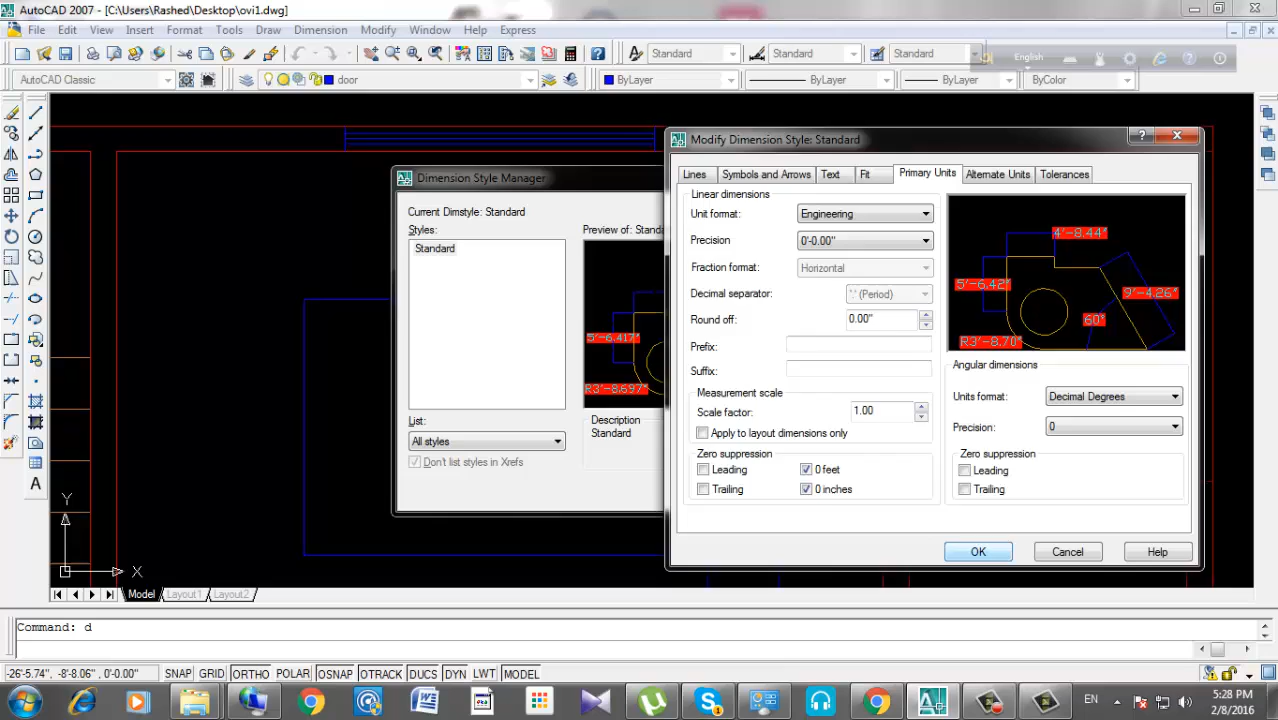 AutoCAD 2007 - [C:\Users\Rashed\Desktop\ovi1.dwg]
File Edit View Insert Format Tools Draw Dimension Modify Window Help Express
Standard Standard Standard
English
AutoCAD Classic door ByLayer ByLayer ByLayer ByColor
Dimension Style Manager
Current Dimstyle: Standard
Styles:
Standard
Preview of: Standa
5'-6.417"
R3'-8.697"
List:
All styles
Don't list styles in Xrefs
Description
Standard
Modify Dimension Style: Standard
Lines Symbols and Arrows Text Fit Primary Units Alternate Units Tolerances
Linear dimensions
Unit format: Engineering
Precision 0'-0.00"
Fraction format: Horizontal
Decimal separator: '.' (Period)
Round off: 0.00"
Prefix:
Suffix:
Measurement scale
Scale factor: 1.00
Apply to layout dimensions only
Zero suppression
Leading 0 feet
Trailing 0 inches
4'-8.44"
5'-6.42"
9'-4.26"
60°
R3'-8.70"
Angular dimensions
Units format: Decimal Degrees
Precision: 0
Zero suppression
Leading
Trailing
OK Cancel Help
Y
X
Model Layout1 Layout2
Command: d
-26'-5.74", -8'-8.06", 0'-0.00" SNAP GRID ORTHO POLAR OSNAP OTRACK DUCS DYN LWT MODEL
EN 5:28 PM
2/8/2016